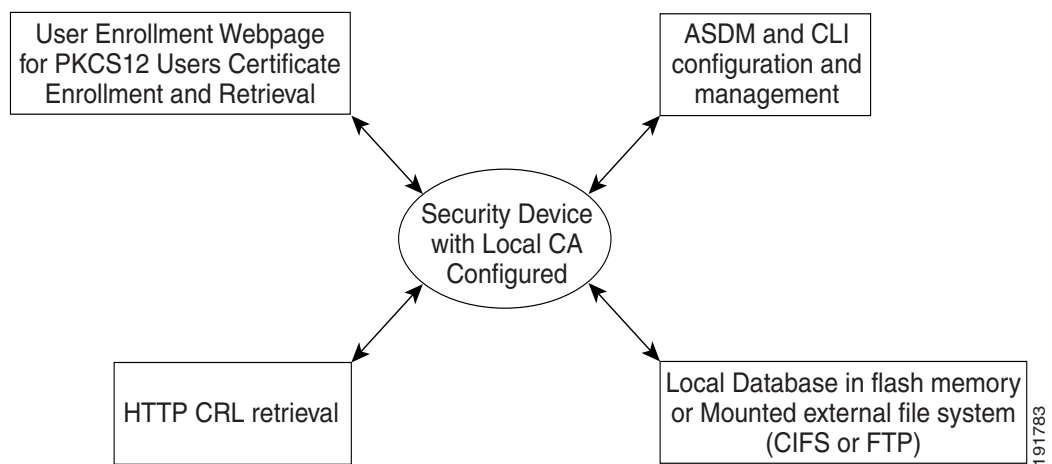 User Enrollment Webpage
for PKCS12 Users Certificate
Enrollment and Retrieval
ASDM and CLI
configuration and
management
Security Device
with Local CA
Configured
HTTP CRL retrieval
Local Database in flash memory
or Mounted external file system
(CIFS or FTP)
191783